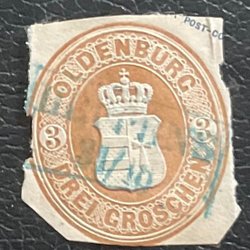 POST-CO
OLDENBURG
3 3
DREI GROSCHEN